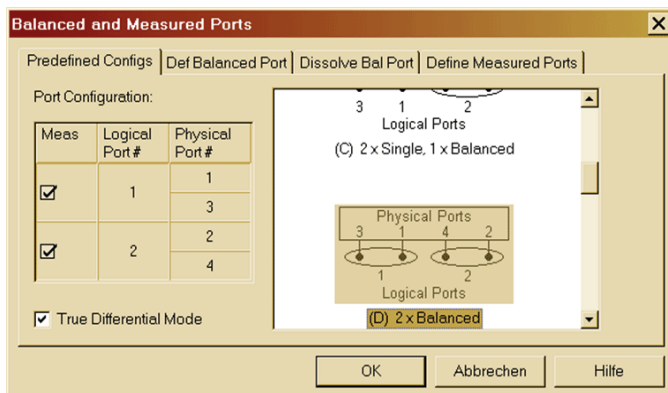 Balanced and Measured Ports
Predefined Configs Def Balanced Port Dissolve Bal Port Define Measured Ports
Port Configuration:
Meas Logical Port# Physical Port#
1 1
3
2 2
4
True Differential Mode
3 1 2
Logical Ports
(C) 2 x Single, 1 x Balanced
Physical Ports
3 1 4 2
1 2
Logical Ports
(D) 2 x Balanced
OK Abbrechen Hilfe